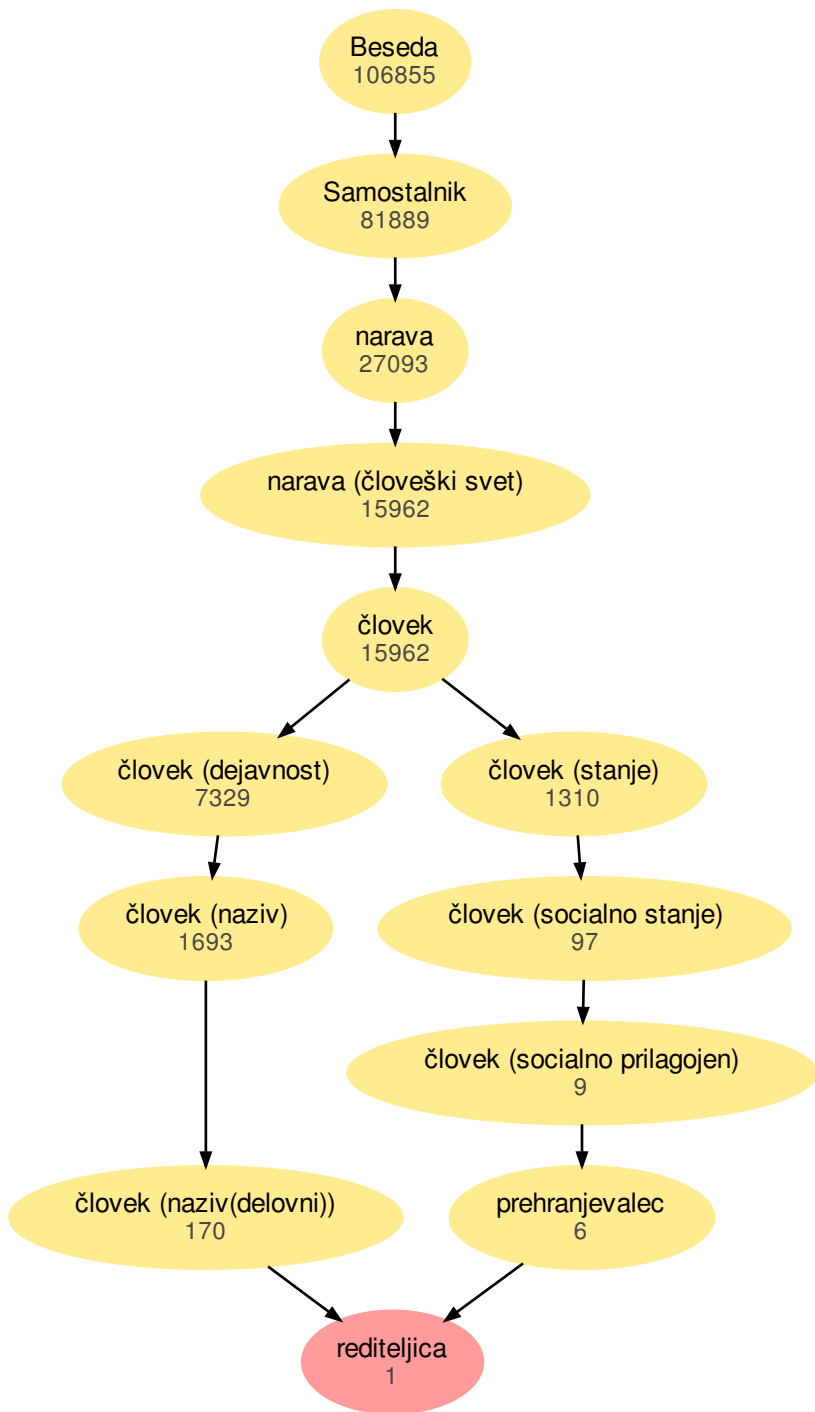 Beseda
106855
Samostalnik
81889
narava
27093
narava (človeški svet)
15962
človek
15962
človek (dejavnost)
7329
človek (stanje)
1310
človek (naziv)
1693
človek (socialno stanje)
97
človek (socialno prilagojen)
9
človek (naziv(delovni))
170
prehranjevalec
6
rediteljica
1